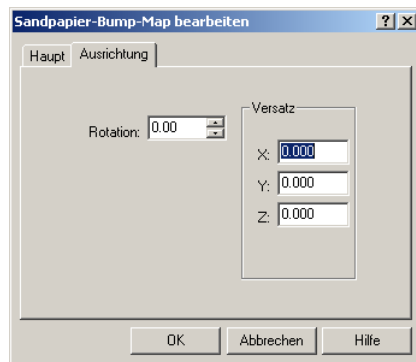 Sandpapier-Bump-Map bearbeiten
Haupt Ausrichtung
Versatz
Rotation: 0.00
X: 0.000
Y: 0.000
Z: 0.000
OK Abbrechen Hilfe